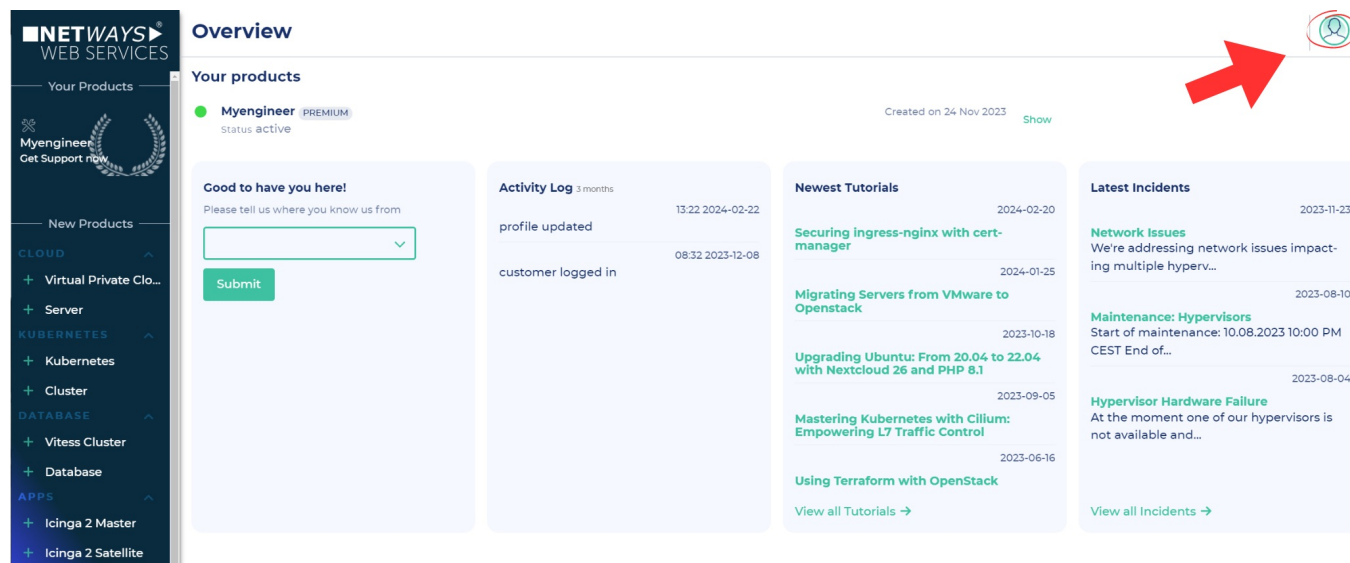 NETWAYS®
WEB SERVICES
Your Products
Myengineer
Get Support now
New Products
CLOUD
+ Virtual Private Clo...
+ Server
KUBERNETES
+ Kubernetes
+ Cluster
DATABASE
+ Vitess Cluster
+ Database
APPS
+ Icinga 2 Master
+ Icinga 2 Satellite
Overview
Your products
Myengineer PREMIUM
Status active
Created on 24 Nov 2023
Show
Good to have you here!
Please tell us where you know us from
Submit
Activity Log 3 months
13:22 2024-02-22
profile updated
08:32 2023-12-08
customer logged in
Newest Tutorials
2024-02-20
Securing ingress-nginx with cert-
manager
2024-01-25
Migrating Servers from VMware to
Openstack
2023-10-18
Upgrading Ubuntu: From 20.04 to 22.04
with Nextcloud 26 and PHP 8.1
2023-09-05
Mastering Kubernetes with Cilium:
Empowering L7 Traffic Control
2023-06-16
Using Terraform with OpenStack
View all Tutorials →
Latest Incidents
2023-11-23
Network Issues
We're addressing network issues impact-
ing multiple hyperv...
2023-08-10
Maintenance: Hypervisors
Start of maintenance: 10.08.2023 10:00 PM
CEST End of...
2023-08-04
Hypervisor Hardware Failure
At the moment one of our hypervisors is
not available and...
View all Incidents →